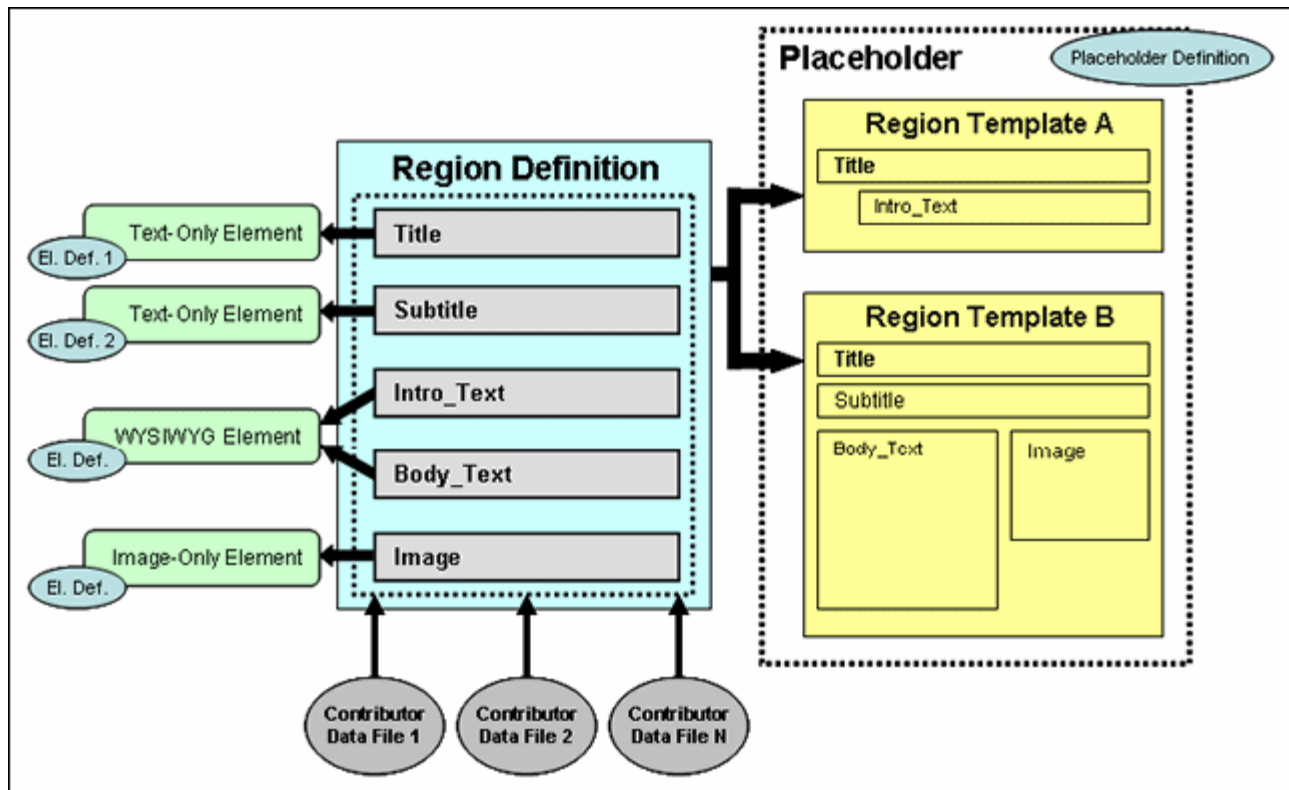 Placeholder
Placeholder Definition
Region Template A
Title
Intro_Text
Region Template B
Title
Subtitle
Body_Text
Image
Region Definition
Title
Subtitle
Intro_Text
Body_Text
Image
Text-Only Element
El. Def. 1
Text-Only Element
El. Def. 2
WYSIWYG Element
El. Def.
Image-Only Element
El. Def.
Contributor
Data File 1
Contributor
Data File 2
Contributor
Data File N